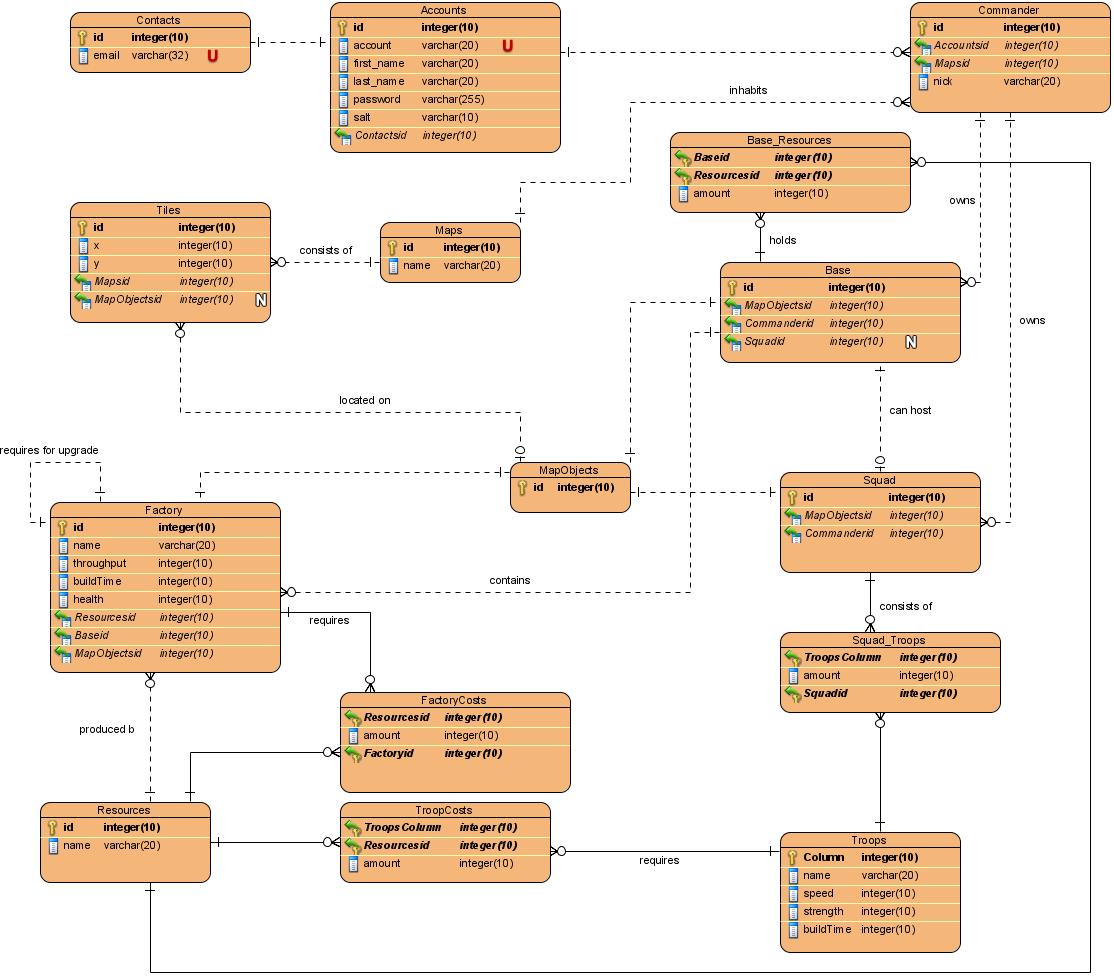 Contacts
id integer(10)
email varchar(32) U
Accounts
id integer(10)
account varchar(20) U
first_name varchar(20)
last_name varchar(20)
password varchar(255)
salt varchar(10)
Contactsid integer(10)
Commander
id integer(10)
Accountsid integer(10)
Mapsid integer(10)
nick varchar(20)
inhabits
Base_Resources
Baseid integer(10)
Resourcesid integer(10)
amount integer(10)
owns
holds
Tiles
id integer(10)
x integer(10)
y integer(10)
Mapsid integer(10)
MapObjectsid integer(10) N
consists of
Maps
id integer(10)
name varchar(20)
Base
id integer(10)
MapObjectsid integer(10)
Commanderid integer(10)
Squadid integer(10) N
owns
located on
can host
requires for upgrade
MapObjects
id integer(10)
Squad
id integer(10)
MapObjectsid integer(10)
Commanderid integer(10)
Factory
id integer(10)
name varchar(20)
throughput integer(10)
buildTime integer(10)
health integer(10)
Resourcesid integer(10)
Baseid integer(10)
MapObjectsid integer(10)
contains
requires
consists of
Squad_Troops
TroopsColumn integer(10)
amount integer(10)
Squadid integer(10)
FactoryCosts
Resourcesid integer(10)
amount integer(10)
Factoryid integer(10)
produced b
Resources
id integer(10)
name varchar(20)
TroopCosts
TroopsColumn integer(10)
Resourcesid integer(10)
amount integer(10)
requires
Troops
Column integer(10)
name varchar(20)
speed integer(10)
strength integer(10)
buildTime integer(10)